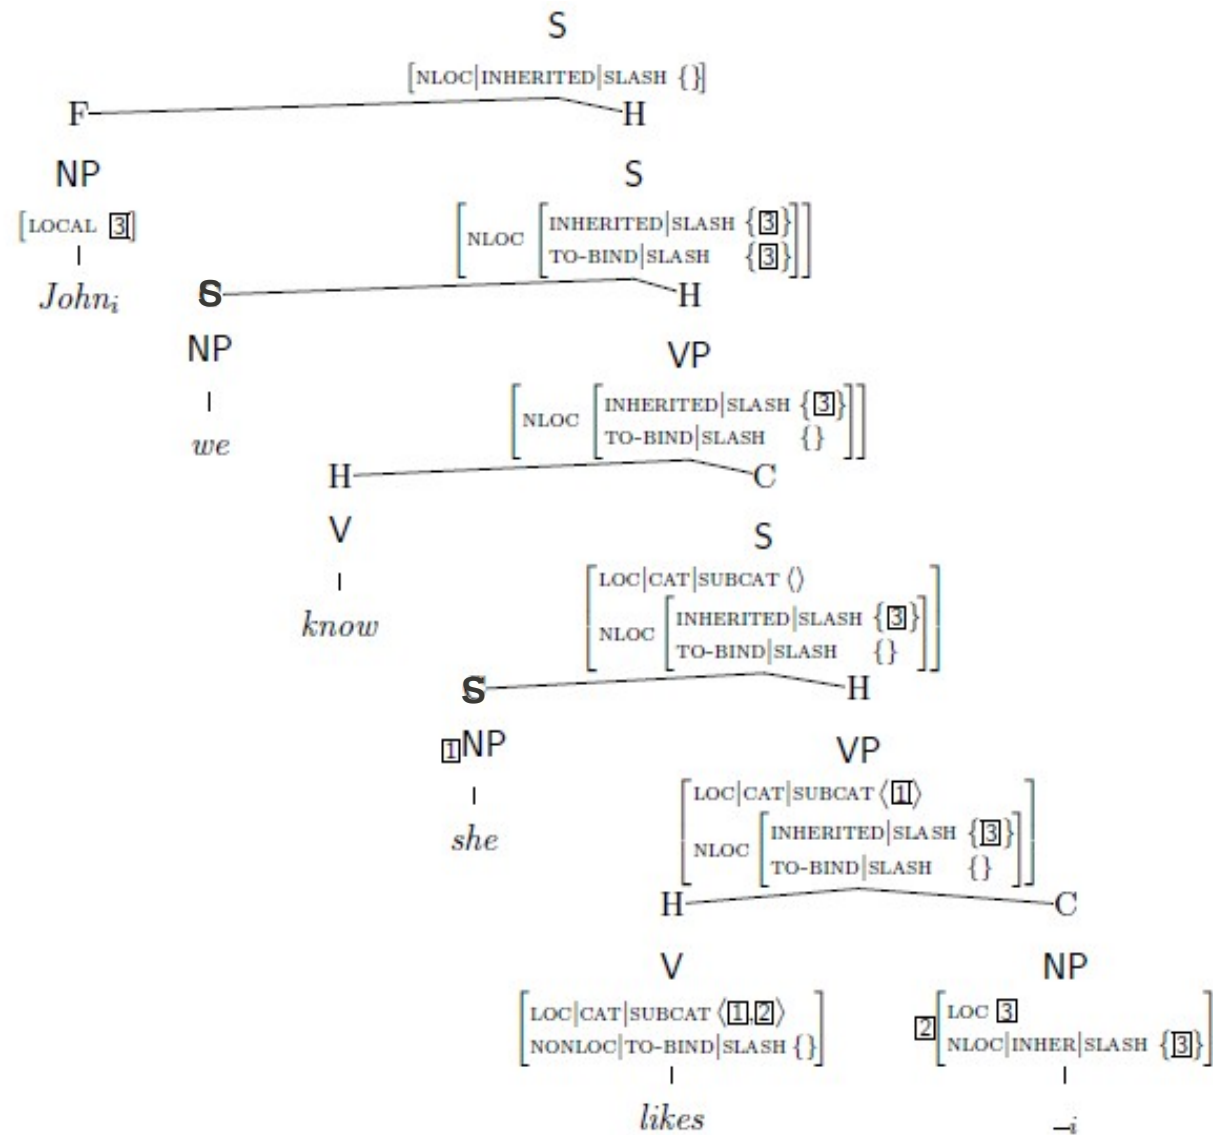 S
[NLOC|INHERITED|SLASH {}]
F H
NP S
[LOCAL 3] [NLOC [INHERITED|SLASH {3}
TO-BIND|SLASH {3}]]
John_i
S H
NP VP
we [NLOC [INHERITED|SLASH {3}
TO-BIND|SLASH {}]]
H C
V S
know [LOC|CAT|SUBCAT ⟨⟩
NLOC [INHERITED|SLASH {3}
TO-BIND|SLASH {}]]
S H
1 NP VP
she [LOC|CAT|SUBCAT ⟨1⟩
NLOC [INHERITED|SLASH {3}
TO-BIND|SLASH {}]]
H C
V NP
[LOC|CAT|SUBCAT ⟨1,2⟩ 2 [LOC 3
NONLOC|TO-BIND|SLASH {}] NLOC|INHER|SLASH {3}]
likes _i